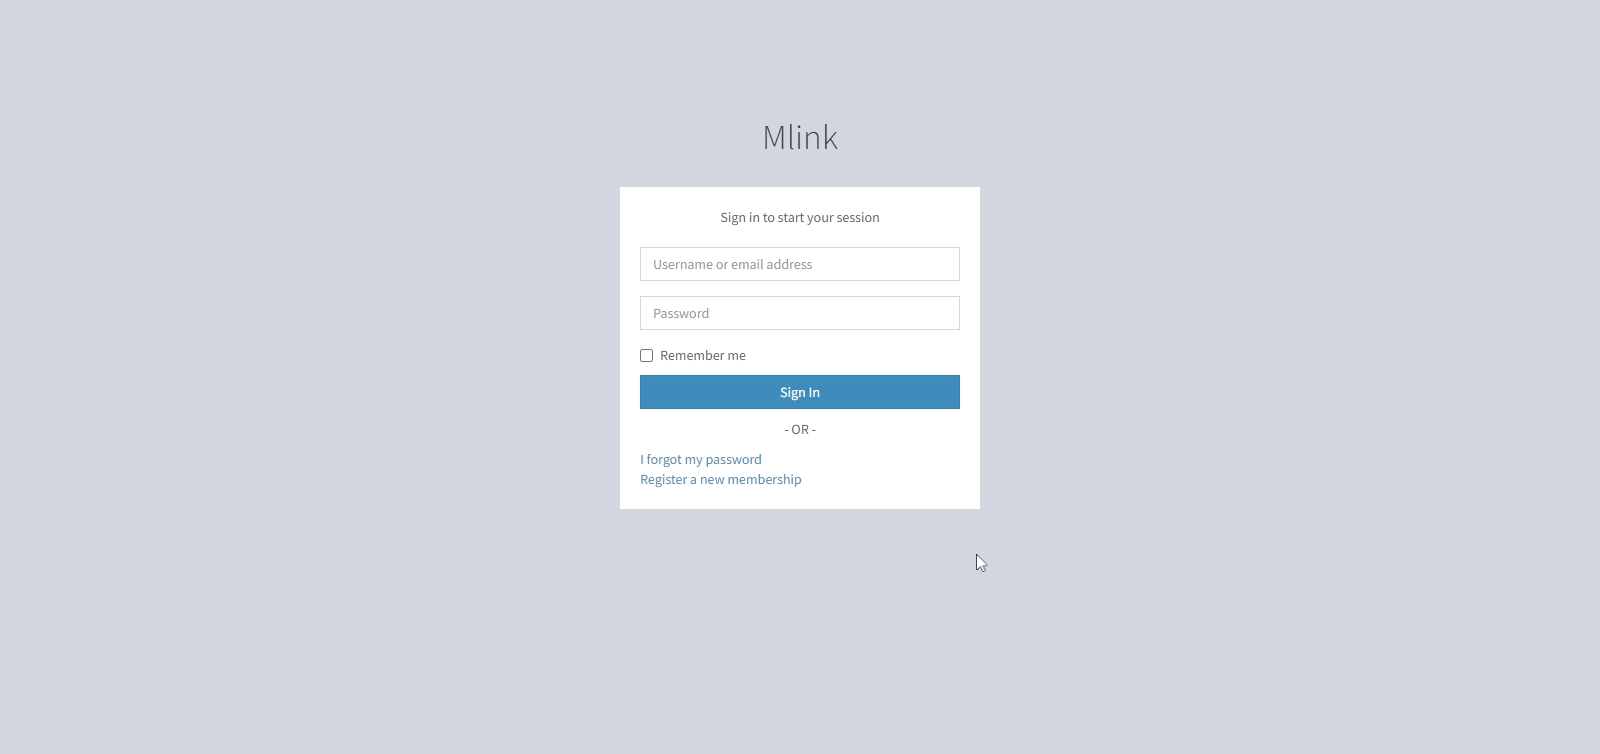 Mlink
Sign in to start your session
Username or email address
Password
Remember me
Sign In
- OR -
I forgot my password
Register a new membership